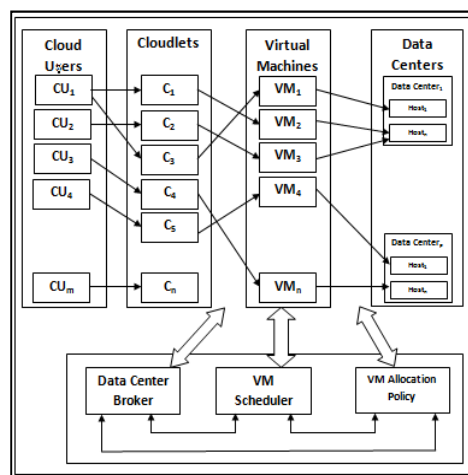 Cloud Users
Cloudlets
Virtual Machines
Data Centers
CU1
CU2
CU3
CU4
CUm
C1
C2
C3
C4
C5
Cn
VM1
VM2
VM3
VM4
VMn
Data Center1
Host1
Hostn
Data Centern
Host1
Hostn
Data Center Broker
VM Scheduler
VM Allocation Policy